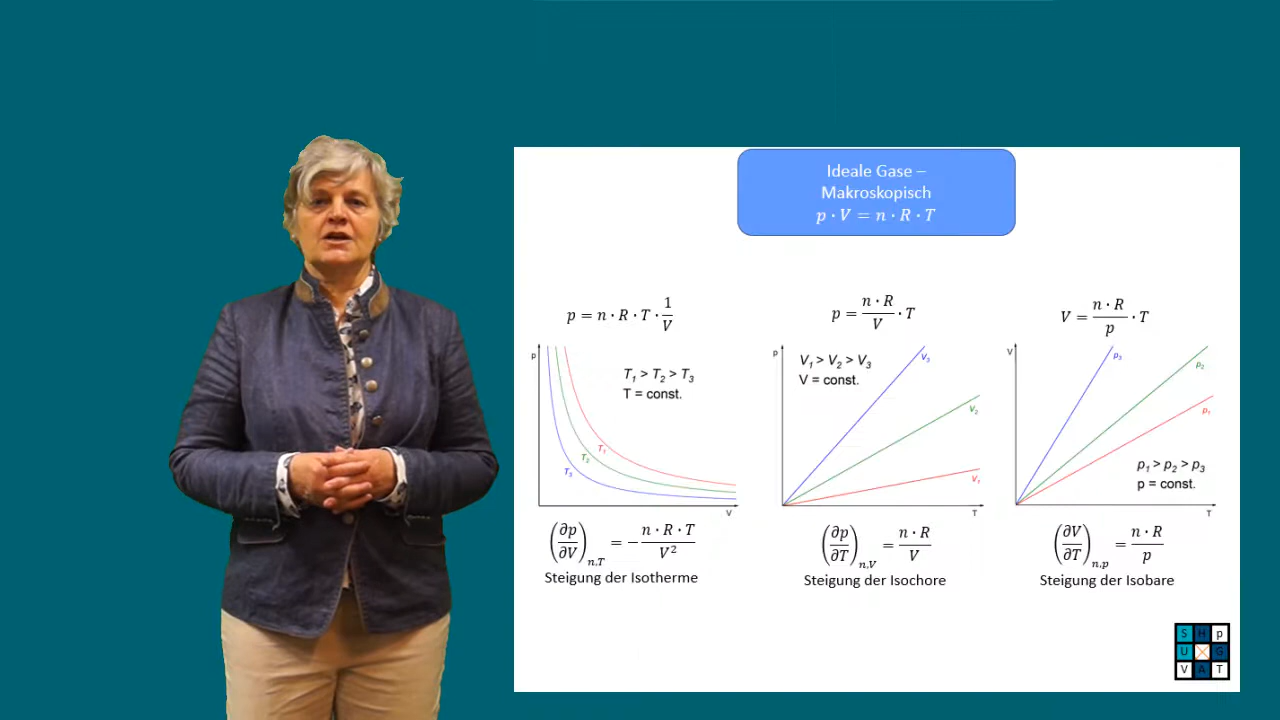 Ideale Gase –
Makroskopisch
p · V = n · R · T
p = n · R · T · 1/V
p
T₁ > T₂ > T₃
T = const.
T₁
T₂
T₃
V
(∂p/∂V)ₙ,T = − n · R · T / V²
Steigung der Isotherme
p = n · R / V · T
p
V₁ > V₂ > V₃
V = const.
V₃
V₂
V₁
T
(∂p/∂T)ₙ,V = n · R / V
Steigung der Isochore
V = n · R / p · T
V
p₃
p₂
p₁
p₁ > p₂ > p₃
p = const.
T
(∂V/∂T)ₙ,p = n · R / p
Steigung der Isobare
S H p
U G
V A T